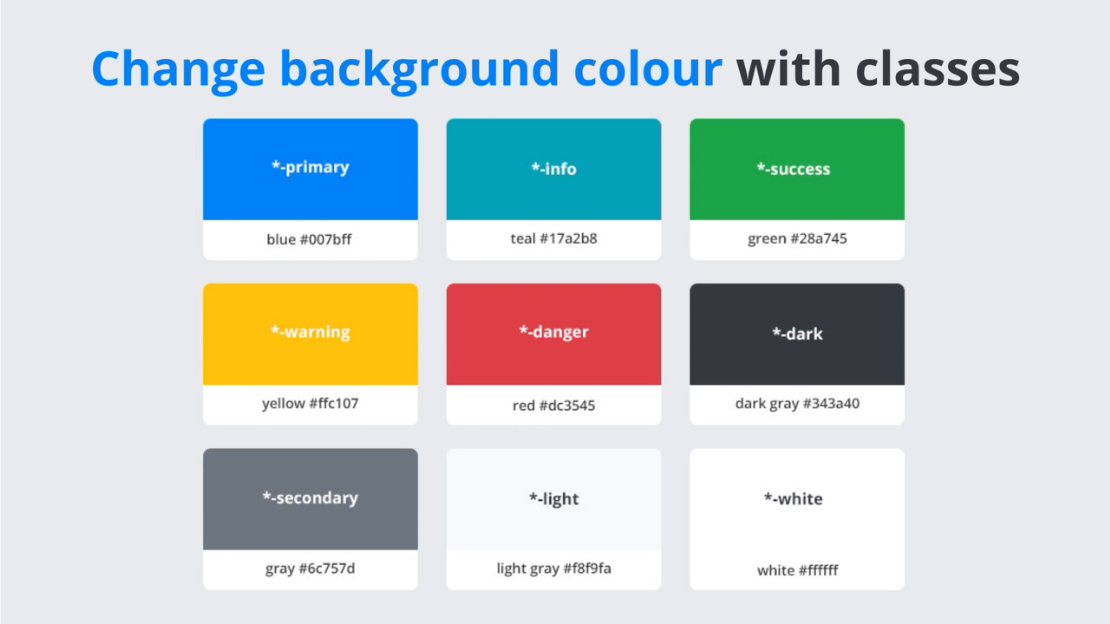 Change background colour with classes
*-primary
blue #007bff
*-info
teal #17a2b8
*-success
green #28a745
*-warning
yellow #ffc107
*-danger
red #dc3545
*-dark
dark gray #343a40
*-secondary
gray #6c757d
*-light
light gray #f8f9fa
*-white
white #ffffff